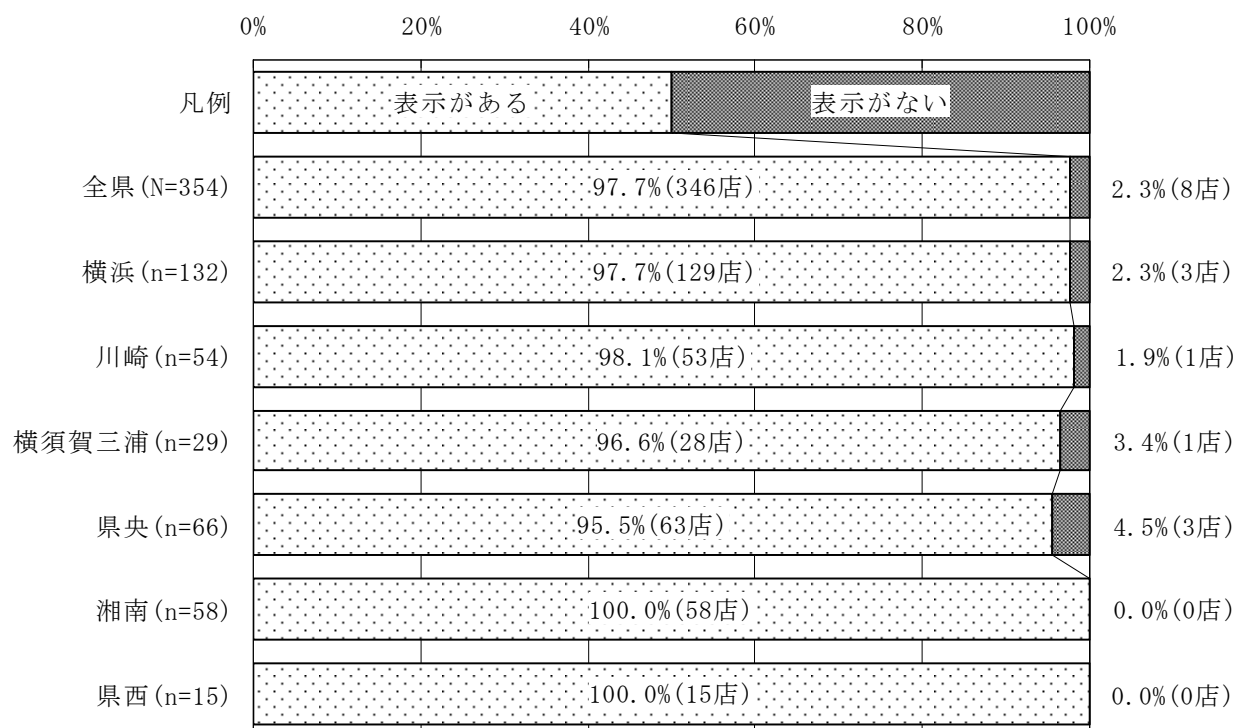 0% 20% 40% 60% 80% 100%
凡例 表示がある 表示がない
全県(N=354) 97.7%(346店) 2.3%(8店)
横浜(n=132) 97.7%(129店) 2.3%(3店)
川崎(n=54) 98.1%(53店) 1.9%(1店)
横須賀三浦(n=29) 96.6%(28店) 3.4%(1店)
県央(n=66) 95.5%(63店) 4.5%(3店)
湘南(n=58) 100.0%(58店) 0.0%(0店)
県西(n=15) 100.0%(15店) 0.0%(0店)